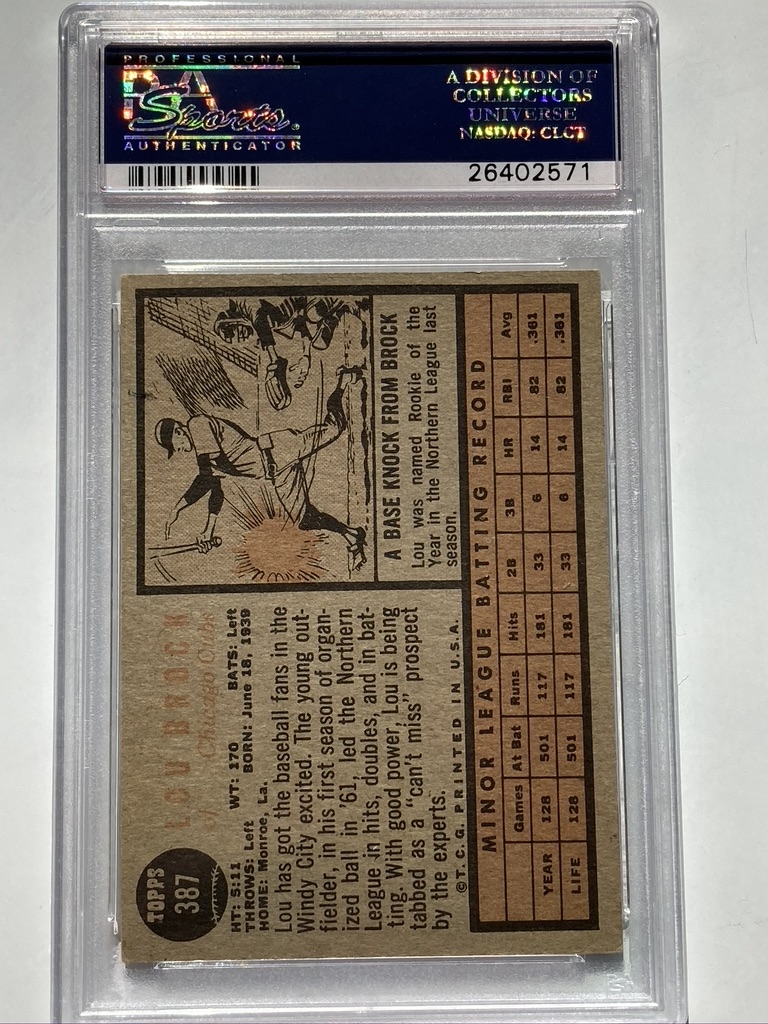 PROFESSIONAL
PSA
Sports.
AUTHENTICATOR
A DIVISION OF
COLLECTORS
UNIVERSE
NASDAQ: CLCT
26402571
TOPPS
387
LOU BROCK
Chicago Cubs
HT: 5:11 WT: 170 BATS: Left
THROWS: Left BORN: June 18, 1939
HOME: Monroe, La.
Lou has got the baseball fans in the
Windy City excited. The young out-
fielder, in his first season of organ-
ized ball in '61, led the Northern
League in hits, doubles, and in bat-
ting. With good power, Lou is being
tabbed as a "can't miss" prospect
by the experts.
©T. C. G. PRINTED IN U.S.A.
A BASE KNOCK FROM BROCK
Lou was named Rookie of the
Year in the Northern League last
season.
MINOR LEAGUE BATTING RECORD
Games At Bat Runs Hits 2B 3B HR RBI Avg
YEAR 128 501 117 181 33 6 14 82 .361
LIFE 128 501 117 181 33 6 14 82 .361